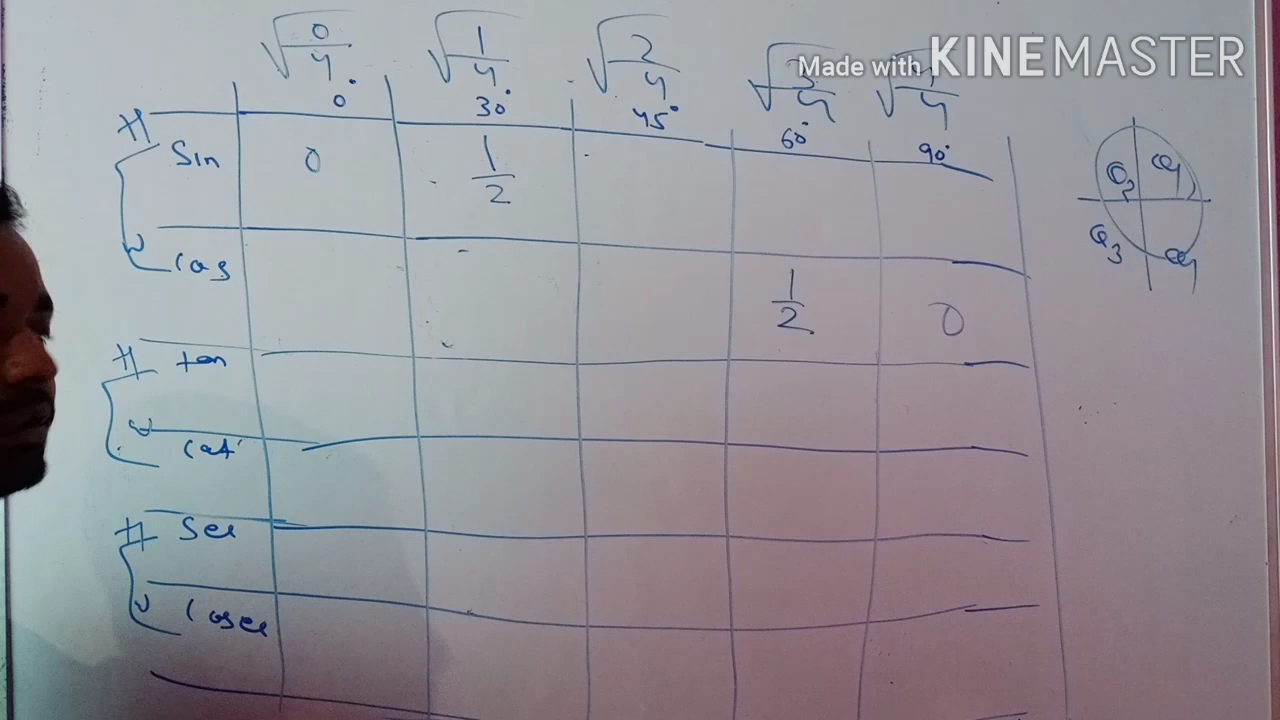 √0/4 √1/4 √2/4 √3/4 √4/4
Made with KINEMASTER
0° 30° 45° 60° 90°
Sin 0 1/2
Cos 1/2 0
tan
Cot
Sec
Cosec
Q2 Q1
Q3 Q4